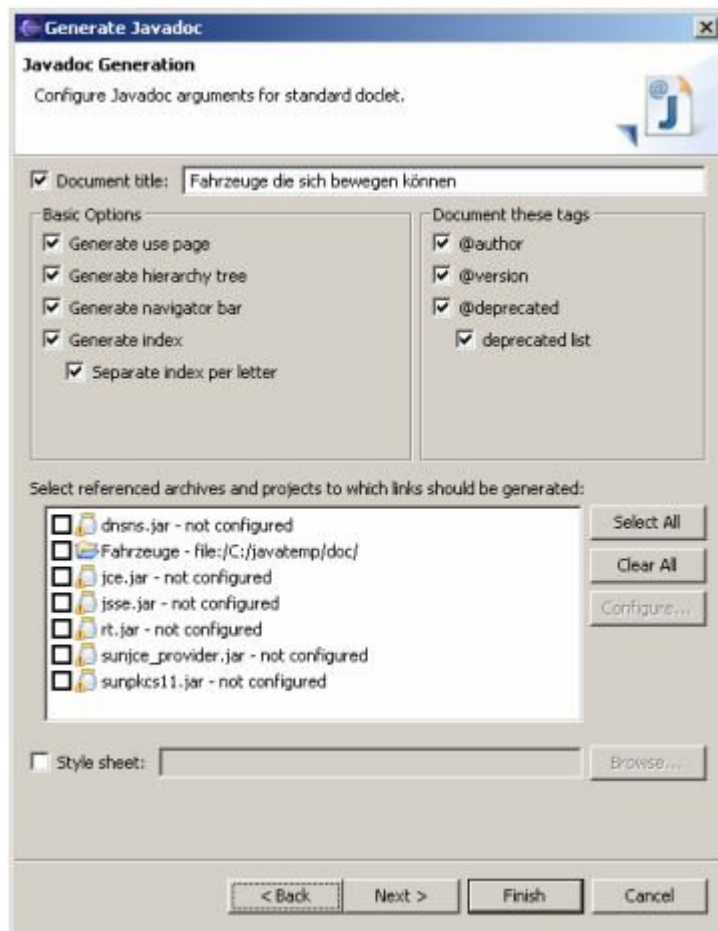 Generate Javadoc
Javadoc Generation
Configure Javadoc arguments for standard doclet.
@
J
Document title: Fahrzeuge die sich bewegen können
Basic Options
Generate use page
Generate hierarchy tree
Generate navigator bar
Generate index
Separate index per letter
Document these tags
@author
@version
@deprecated
deprecated list
Select referenced archives and projects to which links should be generated:
dnsns.jar - not configured
Fahrzeuge - file:/C:/javatemp/doc/
jce.jar - not configured
jsse.jar - not configured
rt.jar - not configured
sunjce_provider.jar - not configured
sunpkcs11.jar - not configured
Select All
Clear All
Configure...
Style sheet:
Browse...
< Back Next > Finish Cancel